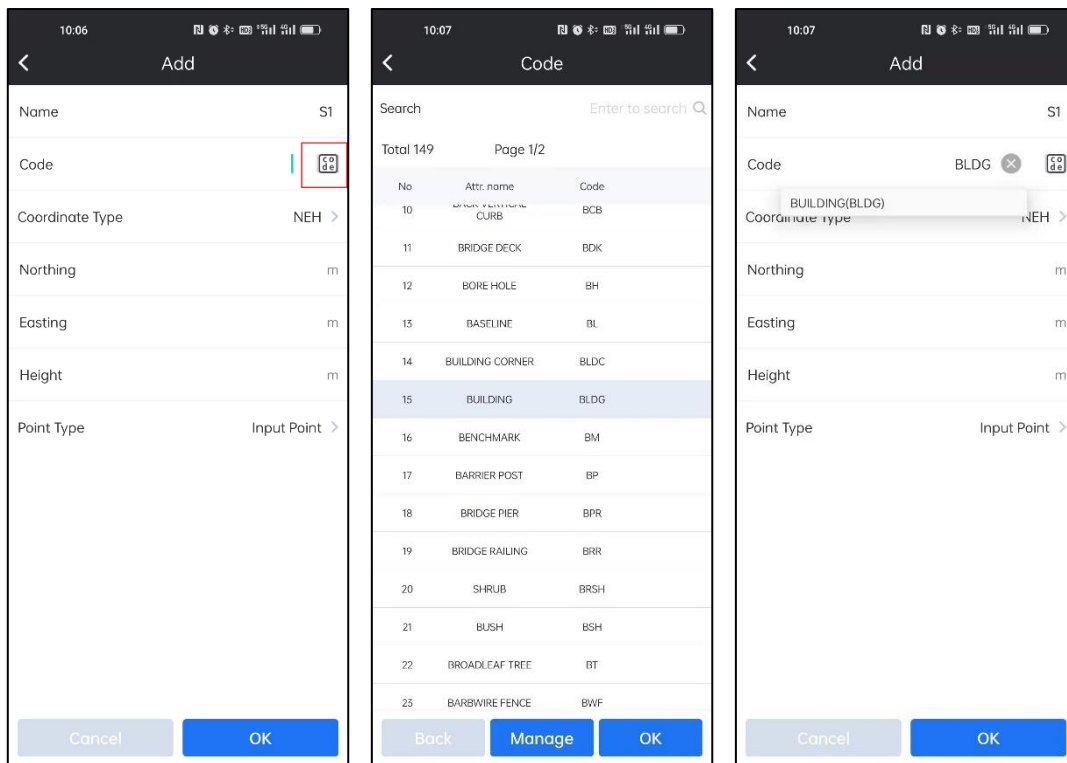 10:06
Add
Name S1
Code
Coordinate Type NEH
Northing m
Easting m
Height m
Point Type Input Point
Cancel OK
10:07
Code
Search Enter to search
Total 149 Page 1/2
No Attr. name Code
10 BACK VERTICAL CURB BCB
11 BRIDGE DECK BDK
12 BORE HOLE BH
13 BASELINE BL
14 BUILDING CORNER BLDC
15 BUILDING BLDG
16 BENCHMARK BM
17 BARRIER POST BP
18 BRIDGE PIER BPR
19 BRIDGE RAILING BRR
20 SHRUB BRSH
21 BUSH BSH
22 BROADLEAF TREE BT
23 BARBWIRE FENCE BWF
Back Manage OK
10:07
Add
Name S1
Code BLDG
BUILDING(BLDG)
Coordinate Type NEH
Northing m
Easting m
Height m
Point Type Input Point
Cancel OK